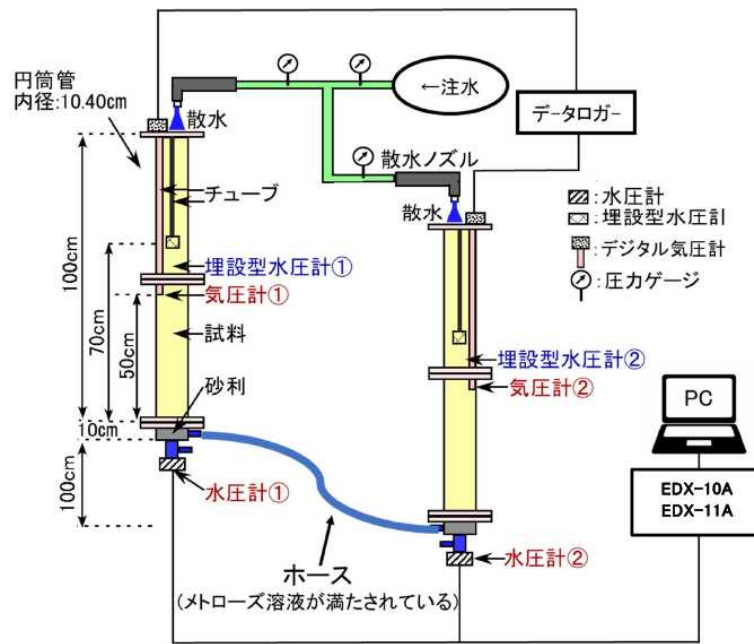 円筒管
内径:10.40cm
散水
←注水
データロガー
散水ノズル
散水
チューブ
:水圧計
:埋設型水圧計
:デジタル気圧計
:圧力ゲージ
100cm
70cm
50cm
埋設型水圧計①
気圧計①
試料
砂利
10cm
100cm
水圧計①
埋設型水圧計②
気圧計②
PC
EDX-10A
EDX-11A
水圧計②
ホース
(メトローズ溶液が満たされている)